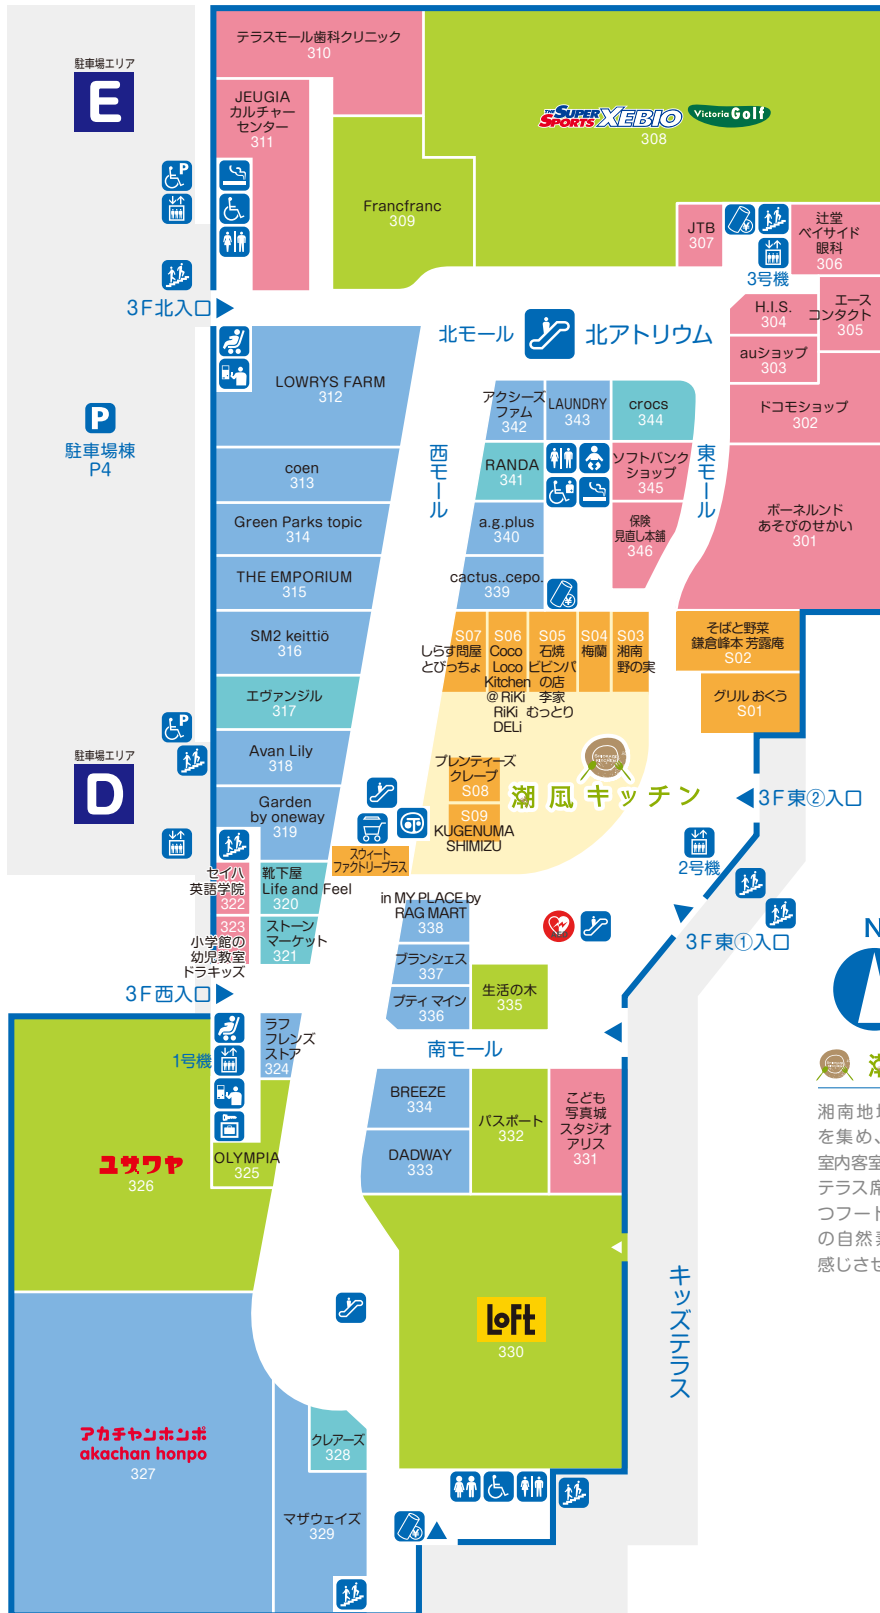 テラスモール歯科クリニック
310
駐車場エリア
E
JEUGIA
カルチャー
センター
311
THE SUPER SPORTS XEBIO
Victoria Golf
308
Francfranc
309
JTB
307
辻堂
ベイサイド
眼科
306
3号機
3F北入口
H.I.S.
304
エース
コンタクト
305
北モール
北アトリウム
auショップ
303
LOWRYS FARM
312
アクシーズ
ファム
342
LAUNDRY
343
crocs
344
ドコモショップ
302
P
駐車場棟
P4
西モール
東モール
coen
313
RANDA
341
ソフトバンク
ショップ
345
ボーネルンド
あそびのせかい
301
Green Parks topic
314
a.g.plus
340
保険
見直し本舗
346
THE EMPORIUM
315
cactus..cepo.
339
SM2 keittiö
316
S07
しらす問屋
とびっちょ
S06
Coco
Loco
Kitchen
@ RiKi
RiKi
DELi
S05
石焼
ビビンバ
の店
李家
むっとり
S04
梅蘭
S03
湘南
野の実
そばと野菜
鎌倉峰本 芳露庵
S02
エヴァンジル
317
グリル おくう
S01
駐車場エリア
D
Avan Lily
318
プレンティーズ
クレープ
S08
潮風キッチン
3F東②入口
Garden
by oneway
319
S09
KUGENUMA
SHIMIZU
2号機
スウィート
ファクトリープラス
セイハ
英語学院
322
靴下屋
Life and Feel
320
in MY PLACE by
RAG MART
338
323
小学館の
幼児教室
ドラキッズ
ストーン
マーケット
321
3F東①入口
N
ブランシェス
337
3F西入口
プティ マイン
336
生活の木
335
ラフ
フレンズ
ストア
324
1号機
南モール
BREEZE
334
パスポート
332
こども
写真城
スタジオ
アリス
331
湘南地
を集め、
室内客室
テラス席
つフード
の自然
感じさせ
ユザワヤ
326
OLYMPIA
325
DADWAY
333
キッズテラス
LOFT
330
アカチャンホンポ
akachan honpo
327
クレアーズ
328
マザウェイズ
329